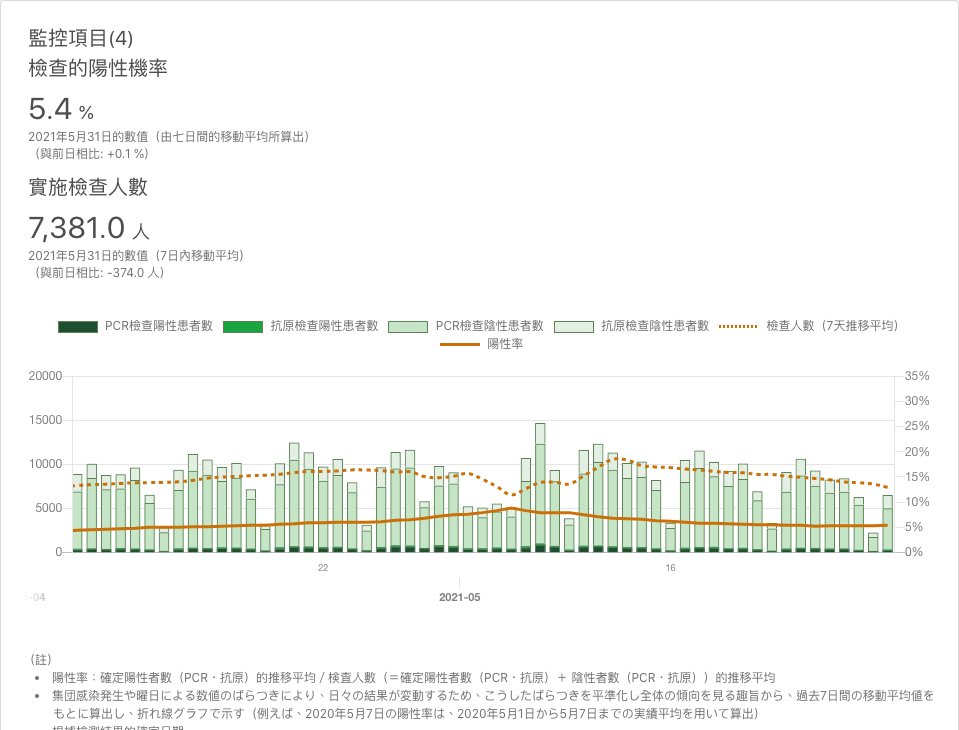 監控項目(4)
檢查的陽性機率
5.4 %
2021年5月31日的數值（由七日間的移動平均所算出）
（與前日相比: +0.1 %）
實施檢查人數
7,381.0 人
2021年5月31日的數值（7日內移動平均）
（與前日相比: -374.0 人）
PCR檢查陽性患者數 抗原檢查陽性患者數 PCR檢查陰性患者數 抗原檢查陰性患者數 檢查人數（7天推移平均）
陽性率
20000 35%
30%
15000 25%
20%
10000 15%
5000 10%
5%
0 0%
22 16
-04 2021-05
（註）
• 陽性率：確定陽性者數（PCR・抗原）的推移平均 / 検査人數（＝確定陽性者數（PCR・抗原） ＋ 陰性者數（PCR・抗原））的推移平均
• 集団感染発生や曜日による数値のばらつきにより、日々の結果が変動するため、こうしたばらつきを平準化し全体の傾向を見る趣旨から、過去7日間の移動平均値を
もとに算出し、折れ線グラフで示す（例えば、2020年5月7日の陽性率は、2020年5月1日から5月7日までの実績平均を用いて算出）